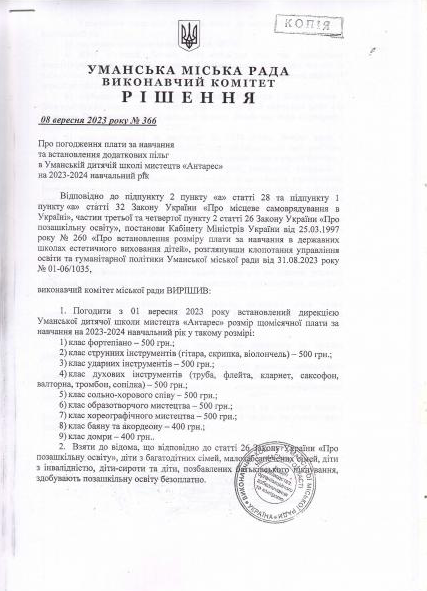 КОПІЯ
УМАНСЬКА МІСЬКА РАДА
ВИКОНАВЧИЙ КОМІТЕТ
РІШЕННЯ
08 вересня 2023 року № 366
Про погодження плати за навчання
та встановлення додаткових пільг
в Уманській дитячій школі мистецтв «Антарес»
на 2023-2024 навчальний рік
Відповідно до підпункту 2 пункту «а» статті 28 та підпункту 1
пункту «а» статті 32 Закону України «Про місцеве самоврядування в
Україні», частин третьої та четвертої пункту 2 статті 26 Закону України «Про
позашкільну освіту», постанови Кабінету Міністрів України від 25.03.1997
року № 260 «Про встановлення розміру плати за навчання в державних
школах естетичного виховання дітей», розглянувши клопотання управління
освіти та гуманітарної політики Уманської міської ради від 31.08.2023 року
№ 01-06/1035,
виконавчий комітет міської ради ВИРІШИВ:
1. Погодити з 01 вересня 2023 року встановлений дирекцією
Уманської дитячої школи мистецтв «Антарес» розмір щомісячної плати за
навчання на 2023-2024 навчальний рік у такому розмірі:
1) клас фортепіано – 500 грн.;
2) клас струнних інструментів (гітара, скрипка, віолончель) – 500 грн.;
3) клас ударних інструментів – 500 грн.;
4) клас духових інструментів (труба, флейта, кларнет, саксофон,
валторна, тромбон, сопілка) – 500 грн.;
5) клас сольно-хорового співу – 500 грн.;
6) клас образотворчого мистецтва – 500 грн.;
7) клас хореографічного мистецтва – 500 грн.;
8) клас баяну та акордеону – 400 грн.;
9) клас домри – 400 грн..
2. Взяти до відома, що відповідно до статті 26 Закону України «Про
позашкільну освіту», діти з багатодітних сімей, малозабезпечених сімей, діти
з інвалідністю, діти-сироти та діти, позбавлених батьківського піклування,
здобувають позашкільну освіту безоплатно.